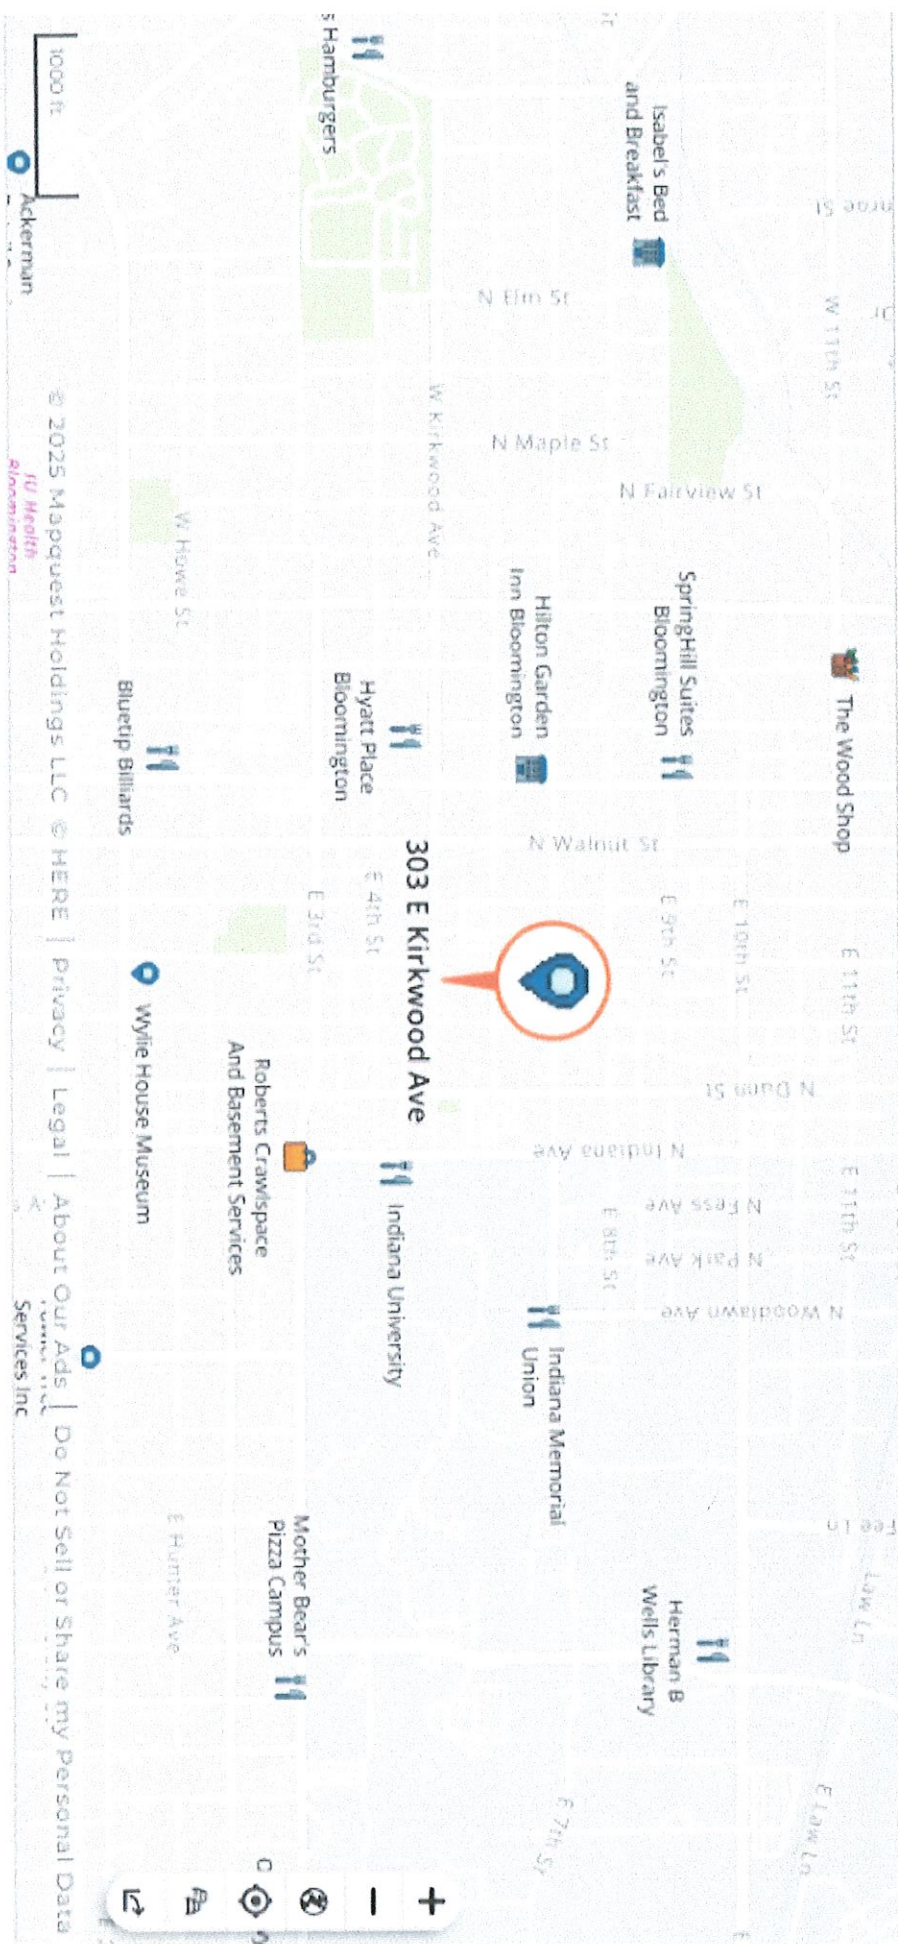 W 11th St
E 11th St
E 11th St
The Wood Shop
Law Ln
E Law Ln
N Dunn St
N Fairview St
SpringHill Suites
Bloomington
E 10th St
E 9th St
N Indiana Ave
N Fess Ave
N Park Ave
N Woodlawn Ave
Herman B
Wells Library
Isabel's Bed
and Breakfast
N Walnut St
E 8th St
N Elm St
N Maple St
Hilton Garden
Inn Bloomington
Indiana Memorial
Union
E 7th St
W Kirkwood Ave
303 E Kirkwood Ave
Indiana University
Hyatt Place
Bloomington
E 4th St
s Hamburgers
E 3rd St
Mother Bear's
Pizza Campus
Roberts Crawlspace
And Basement Services
W Howe St
E Hunter Ave
Bluetip Billiards
Wylie House Museum
1000 ft
© 2025 Mapquest Holdings LLC © HERE | Privacy | Legal | About Our Ads | Do Not Sell or Share my Personal Data
Ackerman
IU Health
Bloomington
Services Inc